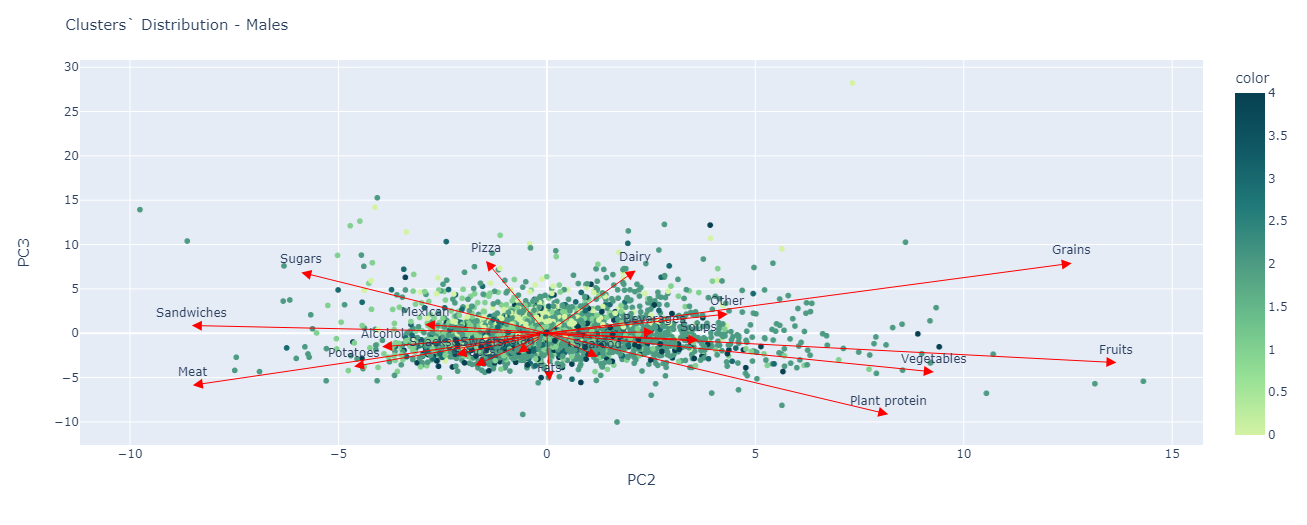 Clusters` Distribution - Males
30
25
20
15
10
5
0
−5
−10
PC3
Pizza
Dairy
Sugars
Grains
Other
Sandwiches
Mexican
Beverages
Soups
Alcohol
Seafood
Potatoes
Fats
Meat
Vegetables
Fruits
Plant protein
−10
−5
0
5
10
15
PC2
color
4
3.5
3
2.5
2
1.5
1
0.5
0